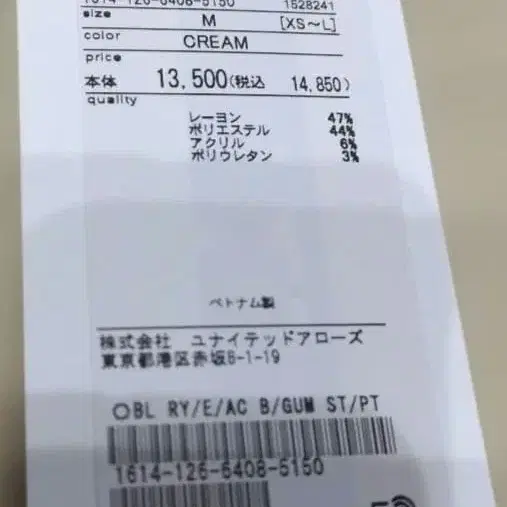 1614-126-6408-5150 1528241
size M [XS~L]
color CREAM
price
本体 13,500(税込 14,850)
quality
レーヨン 47%
ポリエステル 44%
アクリル 6%
ポリウレタン 3%
ベトナム製
株式会社 ユナイテッドアローズ
東京都港区赤坂8-1-19
○BL RY/E/AC B/GUM ST/PT
1614-126-6408-5150